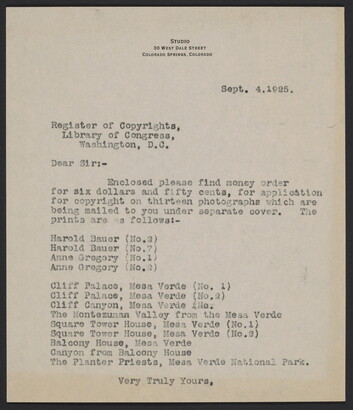 STUDIO
30 WEST DALE STREET
COLORADO SPRINGS, COLORADO
Sept. 4.1925.
Register of Copyrights,
Library of Congress,
Washington, D.C.
Dear Sir:-
Enclosed please find money order
for six dollars and fifty cents, for application
for copyright on thirteen photographs which are
being mailed to you under separate cover. The
prints are as follows:-
Harold Bauer (No.3)
Harold Bauer (No.7)
Anne Gregory (No.1)
Anne Gregory (No.2)
Cliff Palace, Mesa Verde (No. 1)
Cliff Palace, Mesa Verde (No.2)
Cliff Canyon, Mesa Verde
The Montezuman Valley from the Mesa Verde
Square Tower House, Mesa Verde (No.1)
Square Tower House, Mesa Verde (No.2)
Balcony House, Mesa Verde
Canyon from Balcony House
The Planter Priests, Mesa Verde National Park.
Very Truly Yours,